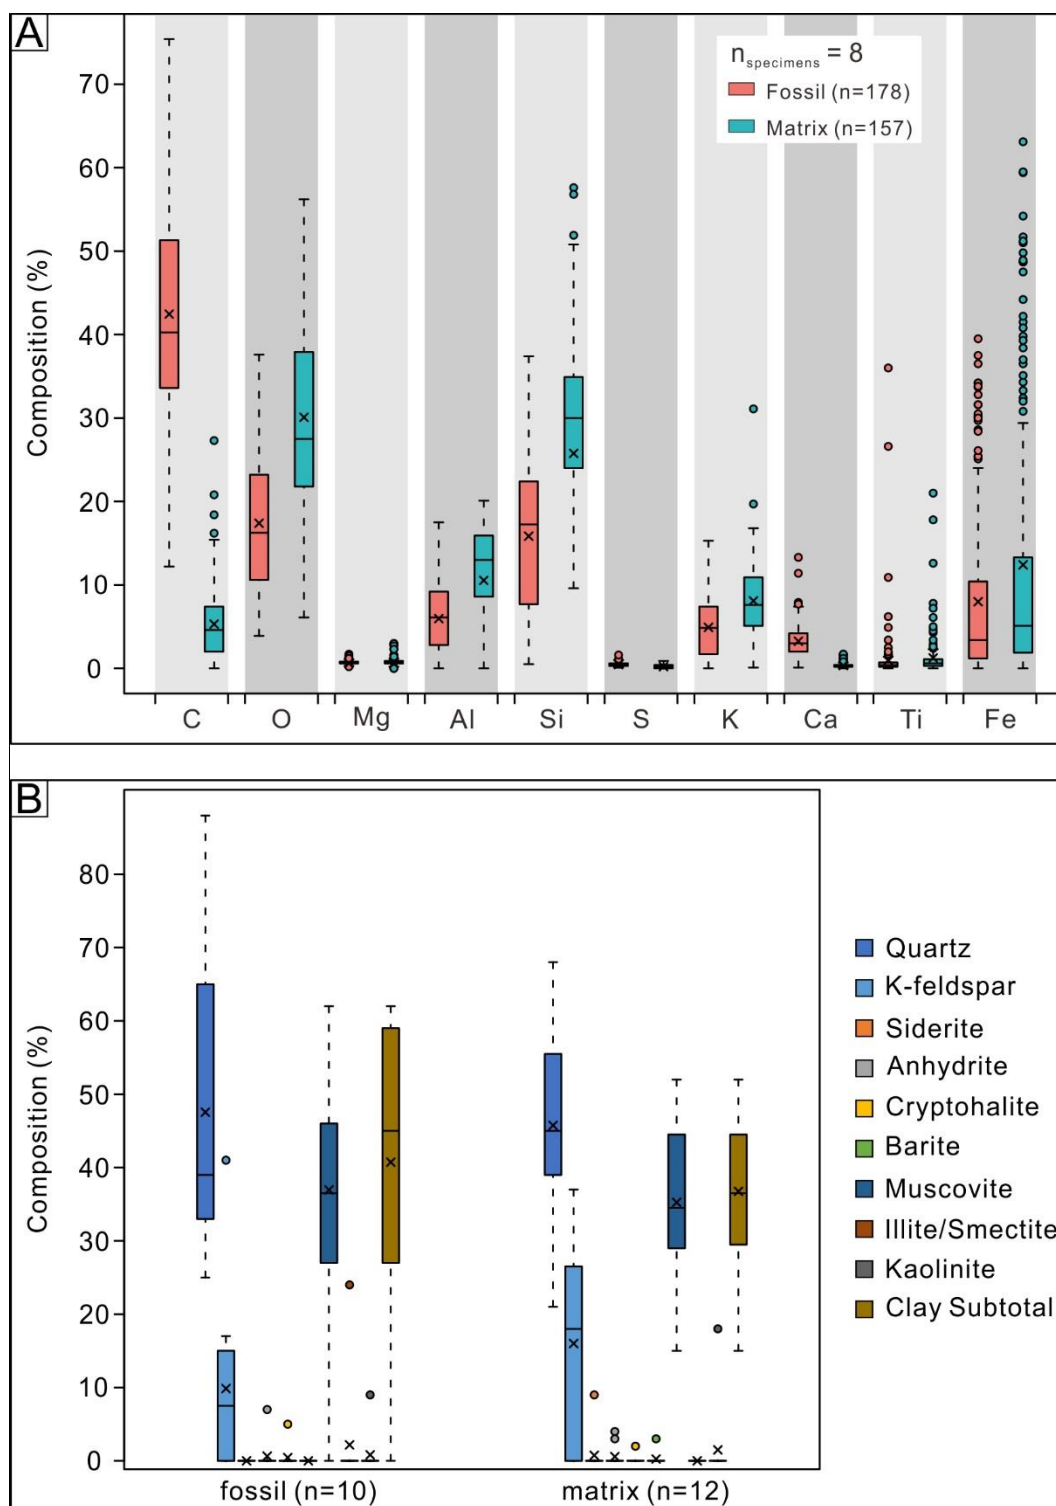 A
n specimens = 8
Fossil (n=178)
Matrix (n=157)
Composition (%)
70
60
50
40
30
20
10
0
C O Mg Al Si S K Ca Ti Fe
B
Composition (%)
80
70
60
50
40
30
20
10
0
fossil (n=10) matrix (n=12)
Quartz
K-feldspar
Siderite
Anhydrite
Cryptohalite
Barite
Muscovite
Illite/Smectite
Kaolinite
Clay Subtotal